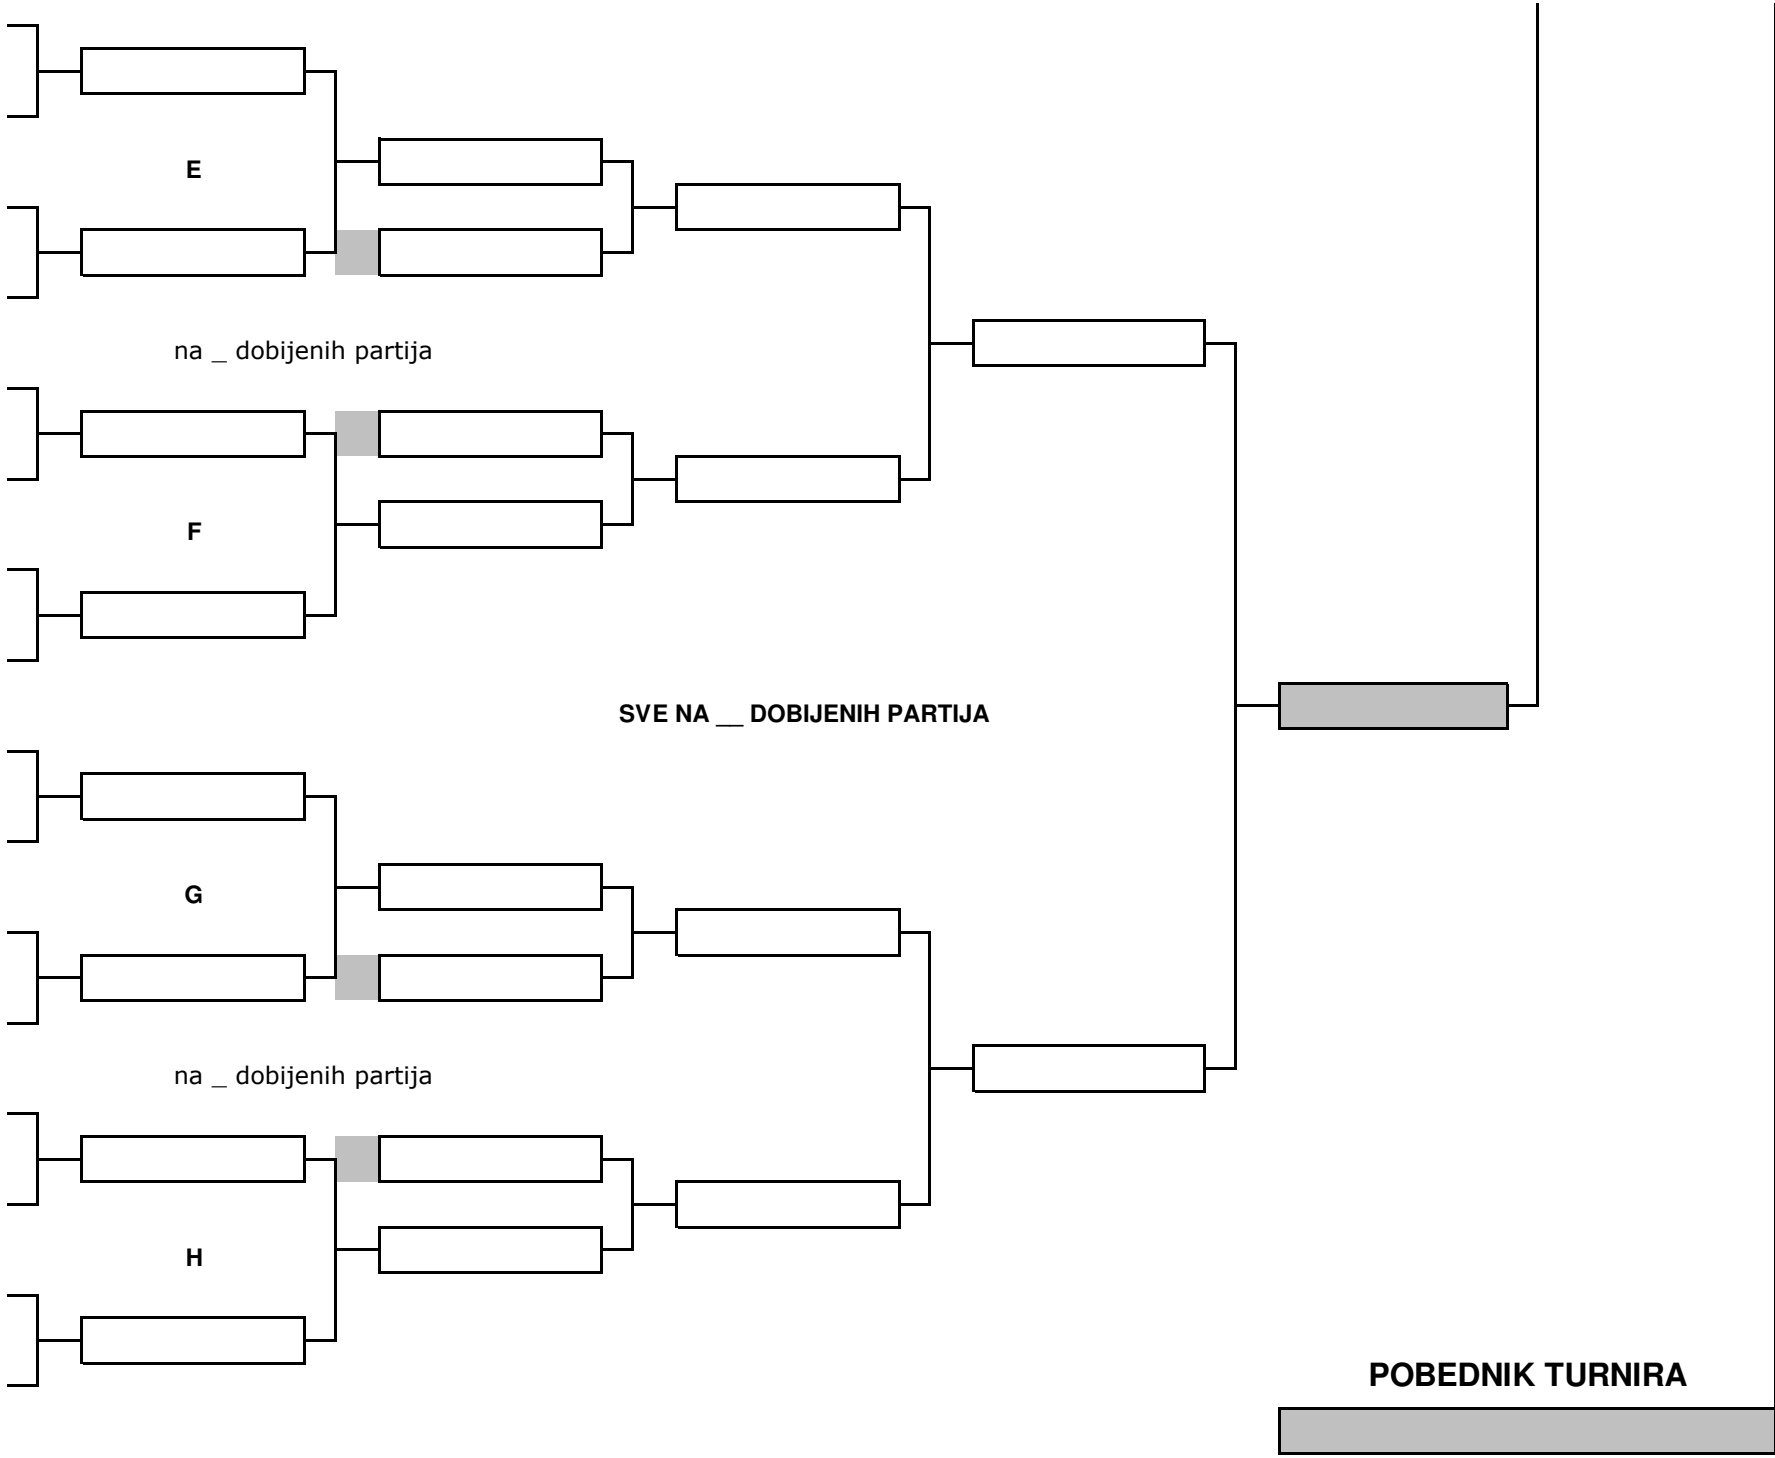 E
na _ dobijenih partija
F
SVE NA __ DOBIJENIH PARTIJA
G
na _ dobijenih partija
H
POBEDNIK TURNIRA